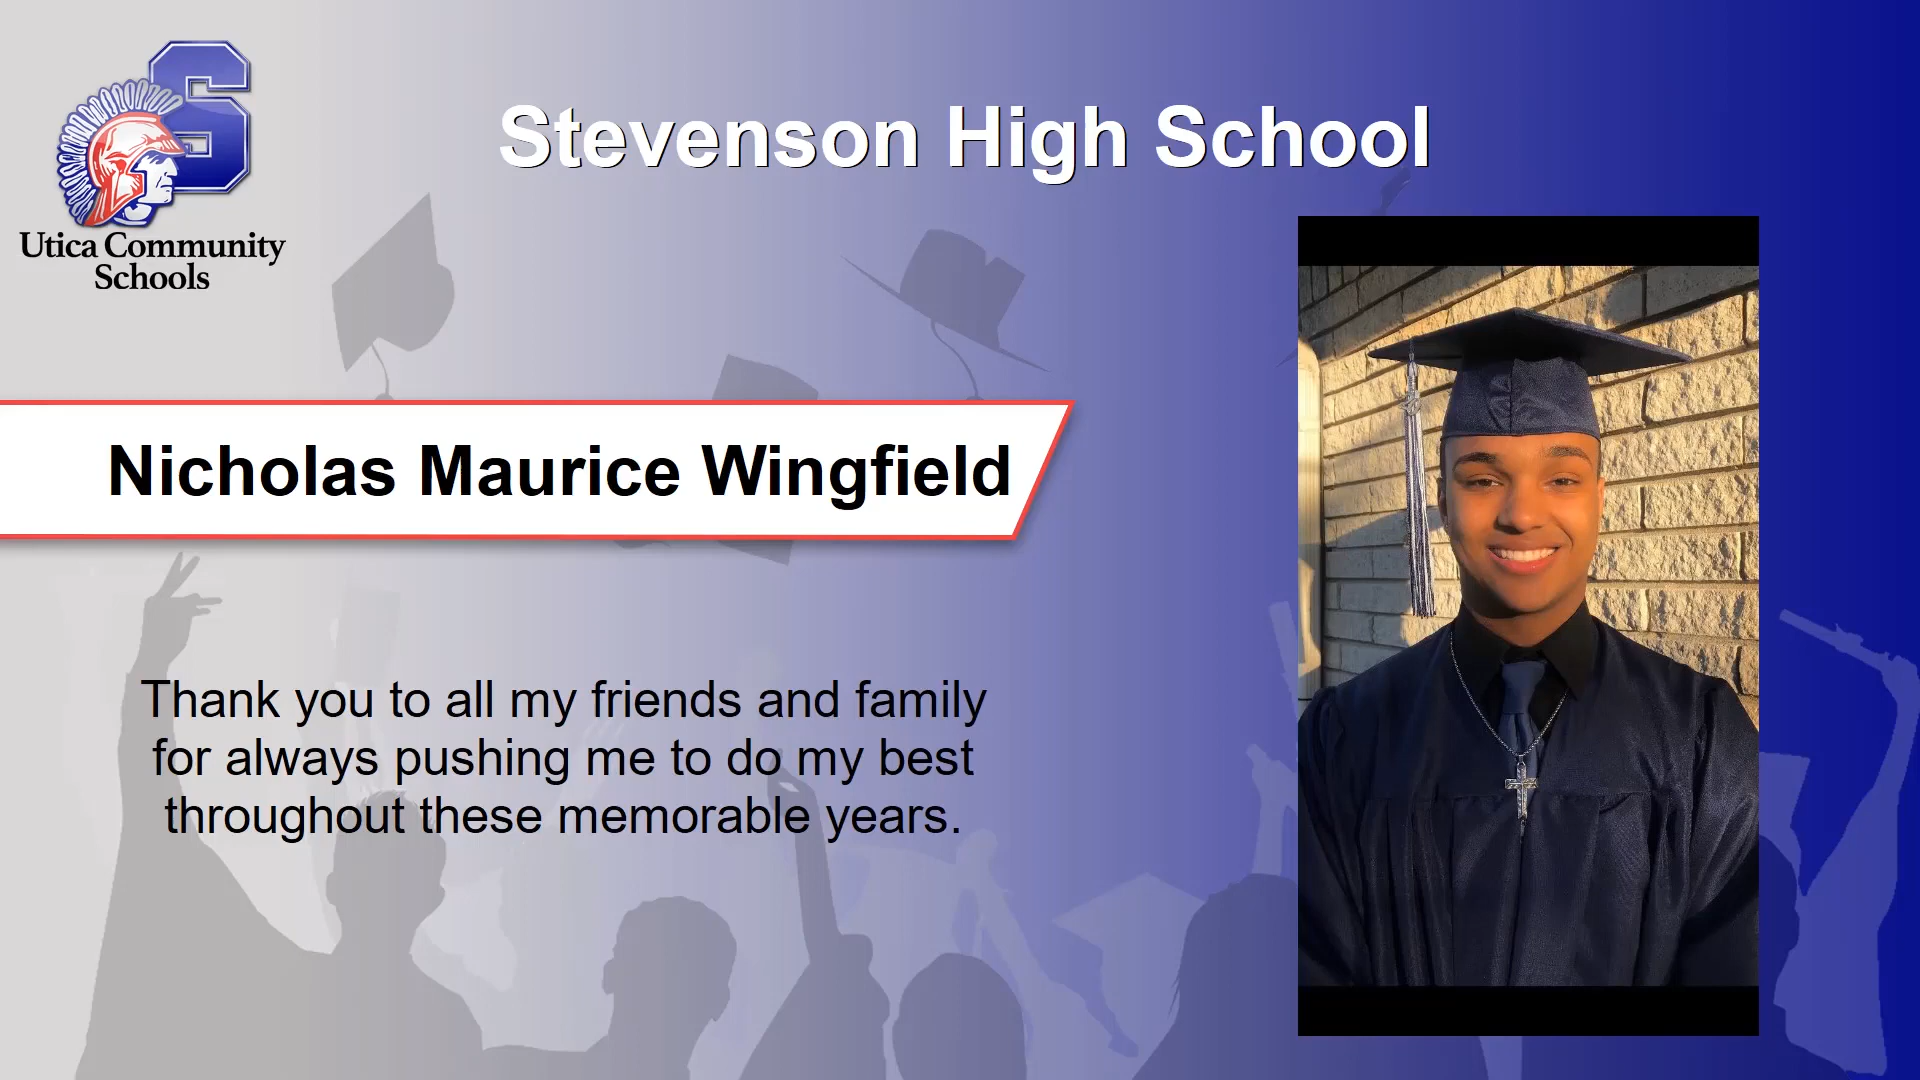 Utica Community
Schools
Stevenson High School
Nicholas Maurice Wingfield
Thank you to all my friends and family
for always pushing me to do my best
throughout these memorable years.